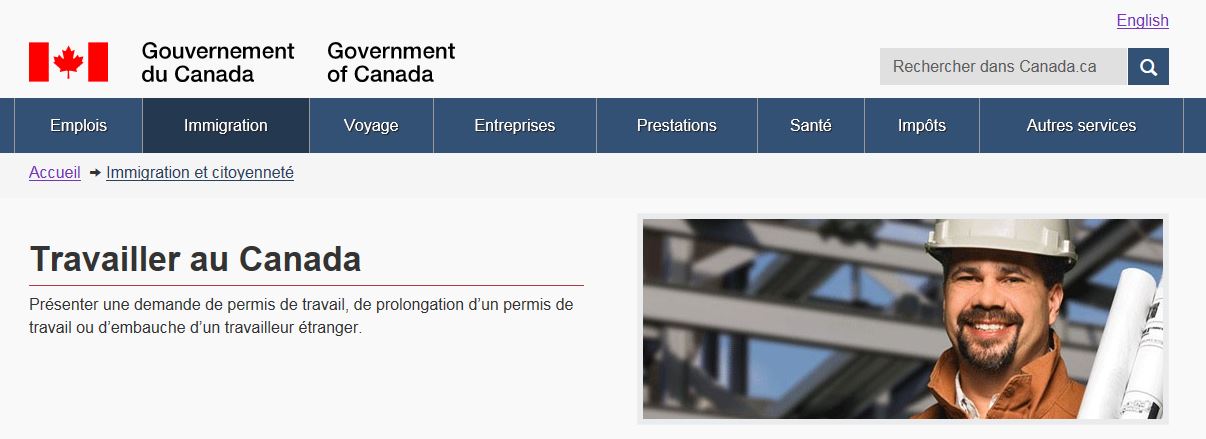 English
Gouvernement
du Canada
Government
of Canada
Rechercher dans Canada.ca
Emplois
Immigration
Voyage
Entreprises
Prestations
Santé
Impôts
Autres services
Accueil
Immigration et citoyenneté
Travailler au Canada
Présenter une demande de permis de travail, de prolongation d’un permis de
travail ou d’embauche d’un travailleur étranger.